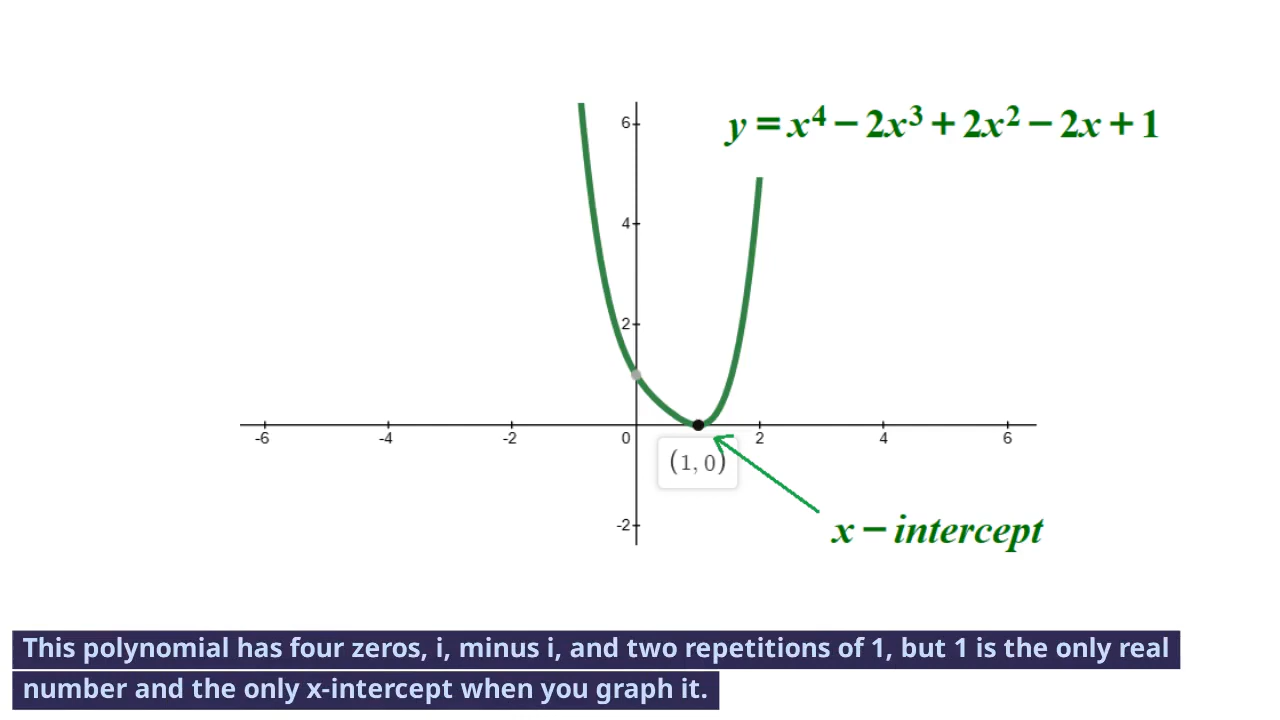 6
y = x⁴ − 2x³ + 2x² − 2x + 1
4
2
-6 -4 -2 0 2 4 6
(1, 0)
-2
x − intercept
This polynomial has four zeros, i, minus i, and two repetitions of 1, but 1 is the only real
number and the only x-intercept when you graph it.